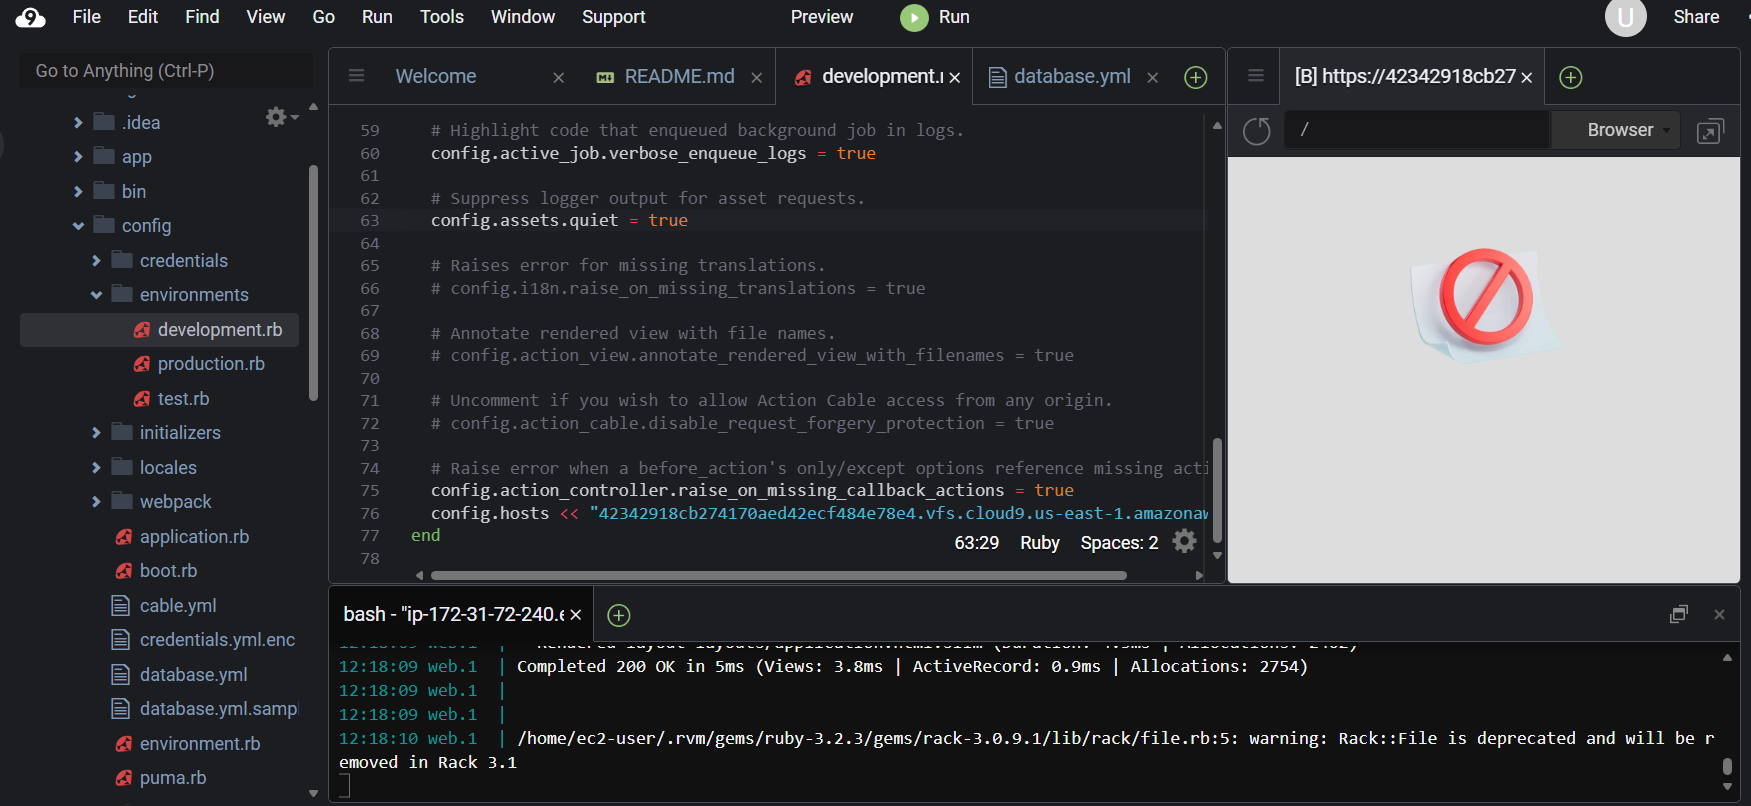 File Edit Find View Go Run Tools Window Support Preview Run U Share
Go to Anything (Ctrl-P)
Welcome
README.md
development.r
database.yml
[B] https://42342918cb27
/
Browser
.idea
app
bin
config
credentials
environments
development.rb
production.rb
test.rb
initializers
locales
webpack
application.rb
boot.rb
cable.yml
credentials.yml.enc
database.yml
database.yml.sampl
environment.rb
puma.rb
59 # Highlight code that enqueued background job in logs.
60 config.active_job.verbose_enqueue_logs = true
61
62 # Suppress logger output for asset requests.
63 config.assets.quiet = true
64
65 # Raises error for missing translations.
66 # config.i18n.raise_on_missing_translations = true
67
68 # Annotate rendered view with file names.
69 # config.action_view.annotate_rendered_view_with_filenames = true
70
71 # Uncomment if you wish to allow Action Cable access from any origin.
72 # config.action_cable.disable_request_forgery_protection = true
73
74 # Raise error when a before_action's only/except options reference missing acti
75 config.action_controller.raise_on_missing_callback_actions = true
76 config.hosts << "42342918cb274170aed42ecf484e78e4.vfs.cloud9.us-east-1.amazonaw
77 end
78
63:29 Ruby Spaces: 2
bash - "ip-172-31-72-240.e
12:18:09 web.1 | Completed 200 OK in 5ms (Views: 3.8ms | ActiveRecord: 0.9ms | Allocations: 2754)
12:18:09 web.1 |
12:18:09 web.1 |
12:18:10 web.1 | /home/ec2-user/.rvm/gems/ruby-3.2.3/gems/rack-3.0.9.1/lib/rack/file.rb:5: warning: Rack::File is deprecated and will be r
emoved in Rack 3.1